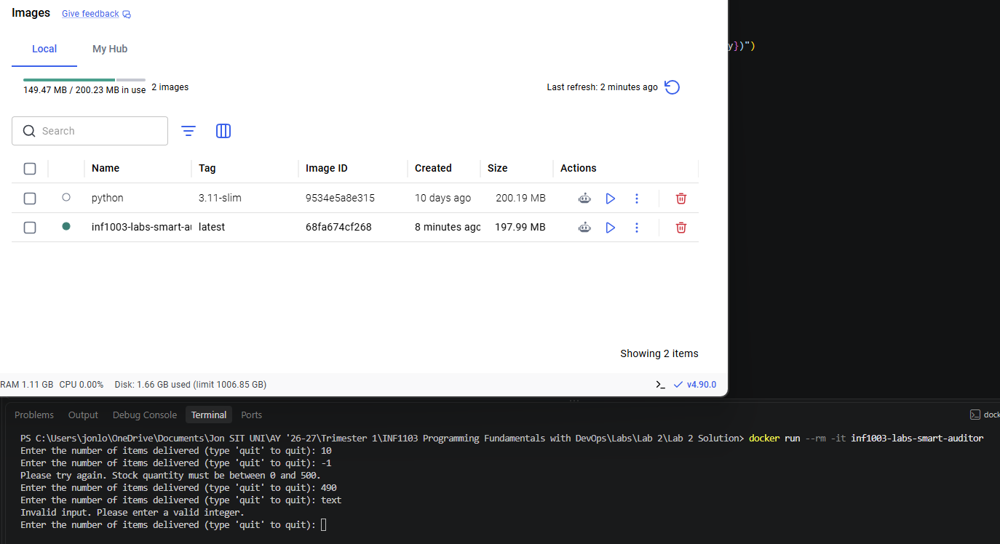 Images Give feedback
y})")
Local My Hub
149.47 MB / 200.23 MB in use 2 images Last refresh: 2 minutes ago
Search
Name Tag Image ID Created Size Actions
python 3.11-slim 9534e5a8e315 10 days ago 200.19 MB
inf1003-labs-smart-au latest 68fa674cf268 8 minutes ago 197.99 MB
Showing 2 items
RAM 1.11 GB CPU 0.00% Disk: 1.66 GB used (limit 1006.85 GB) >_ v4.90.0
Problems Output Debug Console Terminal Ports dock
PS C:\Users\jonlo\OneDrive\Documents\Jon SIT UNI\AY '26-27\Trimester 1\INF1103 Programming Fundamentals with DevOps\Labs\Lab 2\Lab 2 Solution> docker run --rm -it inf1003-labs-smart-auditor
Enter the number of items delivered (type 'quit' to quit): 10
Enter the number of items delivered (type 'quit' to quit): -1
Please try again. Stock quantity must be between 0 and 500.
Enter the number of items delivered (type 'quit' to quit): 490
Enter the number of items delivered (type 'quit' to quit): text
Invalid input. Please enter a valid integer.
Enter the number of items delivered (type 'quit' to quit):